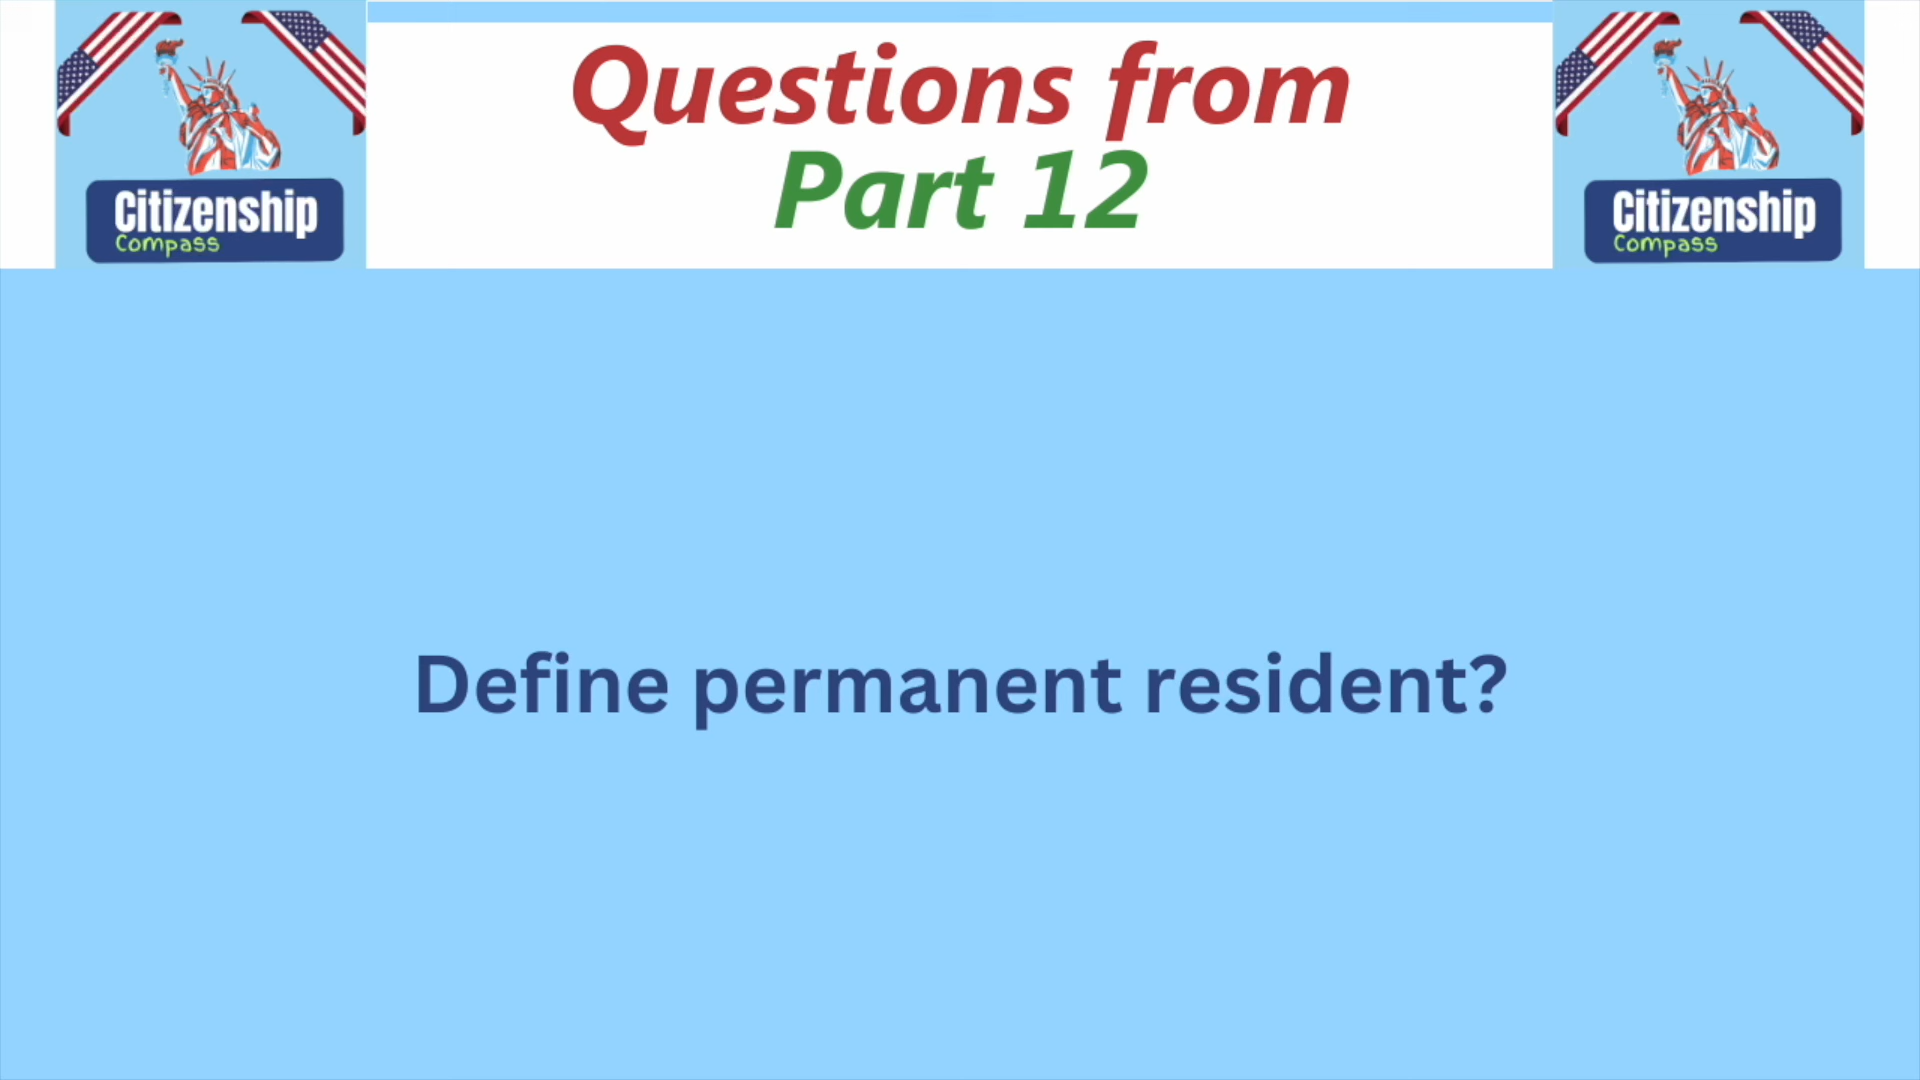 Questions from
Part 12
Citizenship
Compass
Citizenship
Compass
Define permanent resident?